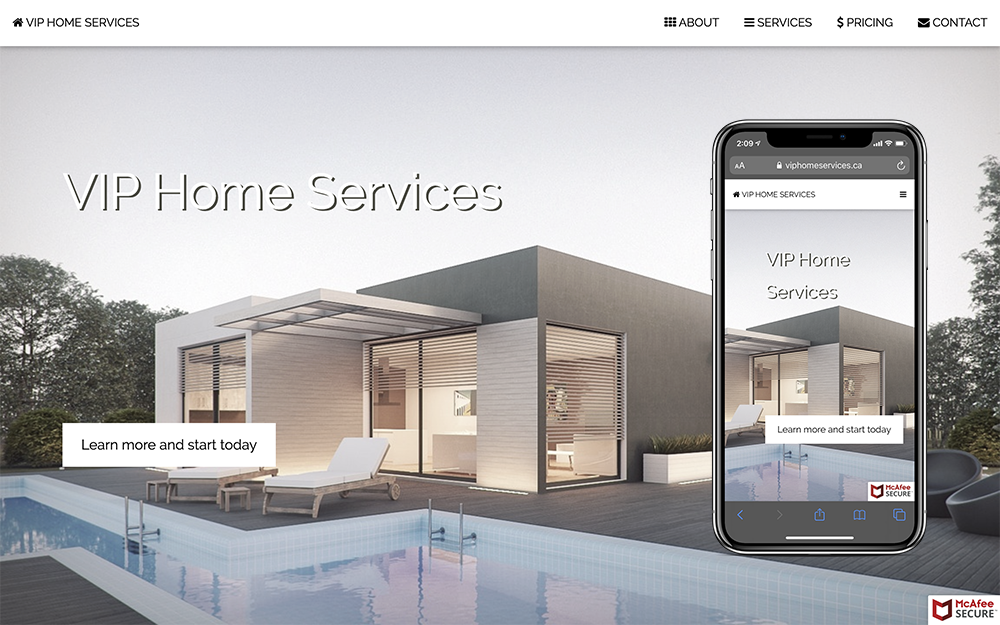 VIP HOME SERVICES
ABOUT
SERVICES
$ PRICING
CONTACT
VIP Home Services
Learn more and start today
2:09
AA viphomeservices.ca
VIP HOME SERVICES
VIP Home
Services
Learn more and start today
McAfee
SECURE
McAfee
SECURE™